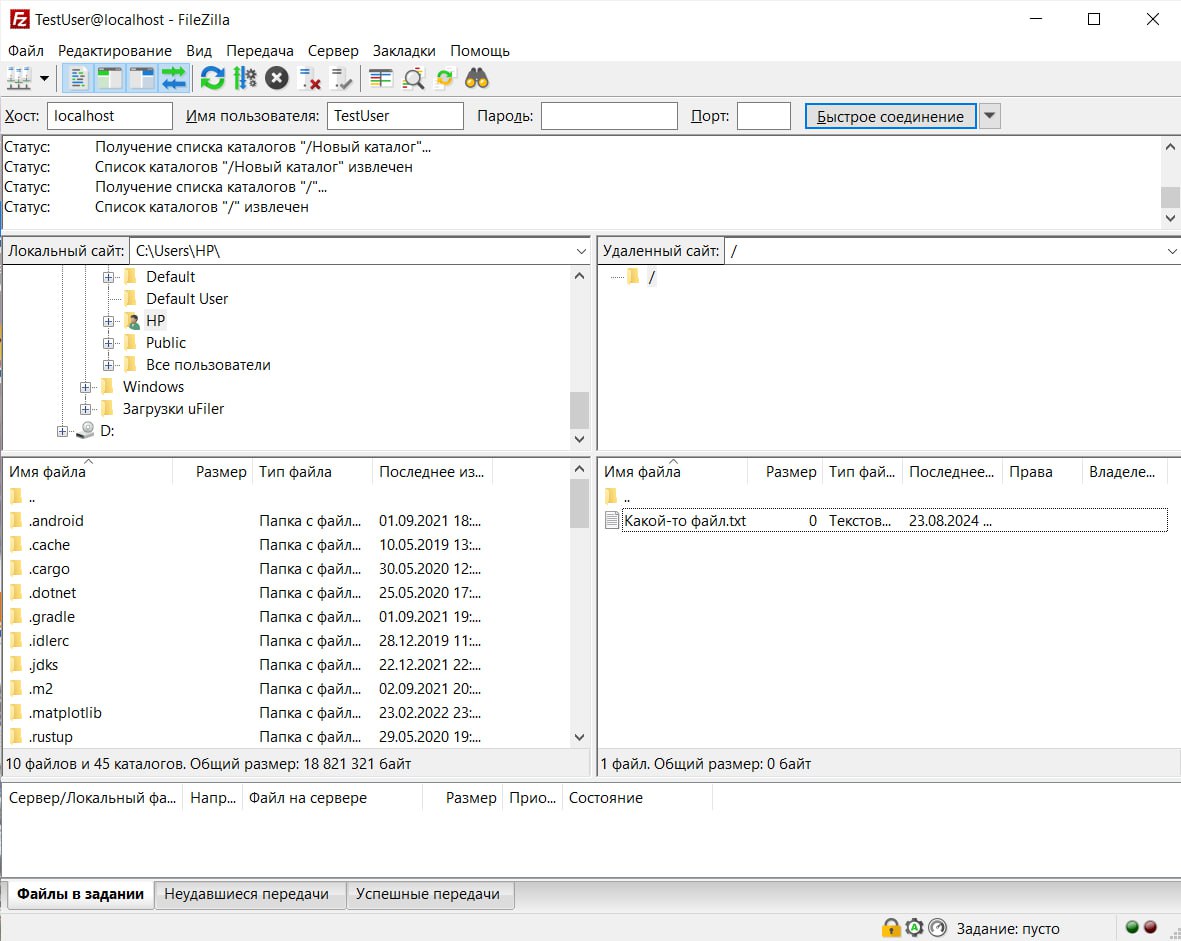 TestUser@localhost - FileZilla
Файл Редактирование Вид Передача Сервер Закладки Помощь
Хост: localhost Имя пользователя: TestUser Пароль: Порт: Быстрое соединение
Статус: Получение списка каталогов "/Новый каталог"...
Статус: Список каталогов "/Новый каталог" извлечен
Статус: Получение списка каталогов "/"...
Статус: Список каталогов "/" извлечен
Локальный сайт: C:\Users\HP\
Default
Default User
HP
Public
Все пользователи
Windows
Загрузки uFiler
D:
Удаленный сайт: /
/
Имя файла Размер Тип файла Последнее из...
..
.android Папка с файл... 01.09.2021 18:...
.cache Папка с файл... 10.05.2019 13:...
.cargo Папка с файл... 30.05.2020 12:...
.dotnet Папка с файл... 25.05.2020 17:...
.gradle Папка с файл... 01.09.2021 19:...
.idlerc Папка с файл... 28.12.2019 11:...
.jdks Папка с файл... 22.12.2021 22:...
.m2 Папка с файл... 02.09.2021 20:...
.matplotlib Папка с файл... 23.02.2022 23:...
.rustup Папка с файл... 29.05.2020 19:...
10 файлов и 45 каталогов. Общий размер: 18 821 321 байт
Имя файла Размер Тип фай... Последнее... Права Владеле...
..
Какой-то файл.txt 0 Текстов... 23.08.2024 ...
1 файл. Общий размер: 0 байт
Сервер/Локальный фа... Напр... Файл на сервере Размер Прио... Состояние
Файлы в задании Неудавшиеся передачи Успешные передачи
Задание: пусто